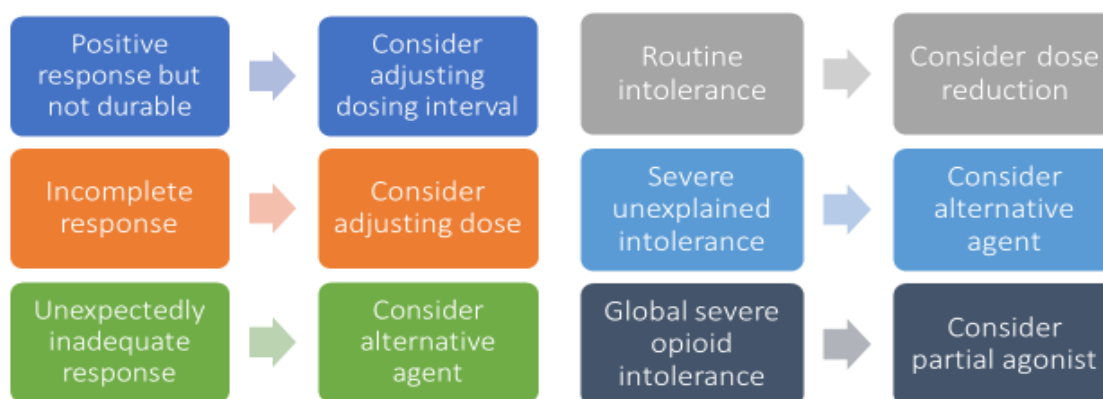 Positive
response but
not durable
Consider
adjusting
dosing interval
Routine
intolerance
Consider dose
reduction
Incomplete
response
Consider
adjusting dose
Severe
unexplained
intolerance
Consider
alternative
agent
Unexpectedly
inadequate
response
Consider
alternative
agent
Global severe
opioid
intolerance
Consider
partial agonist